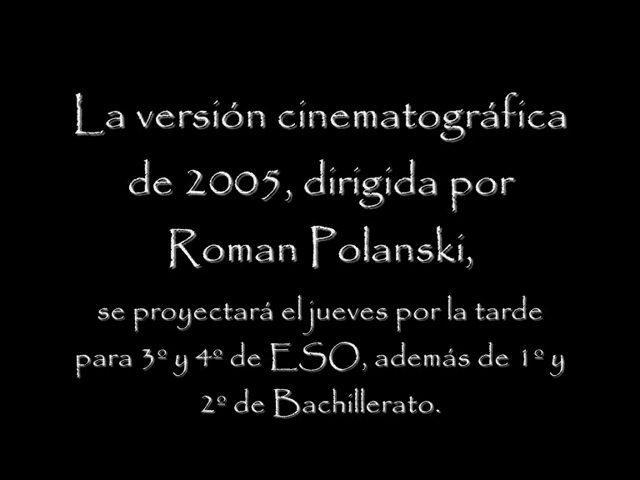 La versión cinematográfica
de 2005, dirigida por
Roman Polanski,
se proyectará el jueves por la tarde
para 3º y 4º de ESO, además de 1º y
2º de Bachillerato.